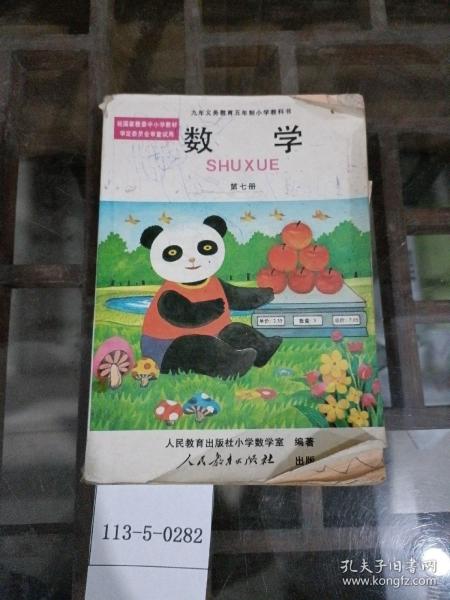 九年义务教育五年制小学教科书
经国家教委中小学教材
审定委员会审查试用
数 学
SHUXUE
第七册
人民教育出版社小学数学室 编著
人民教育出版社 出版
113-5-0282
孔夫子旧书网
www.kongfz.com